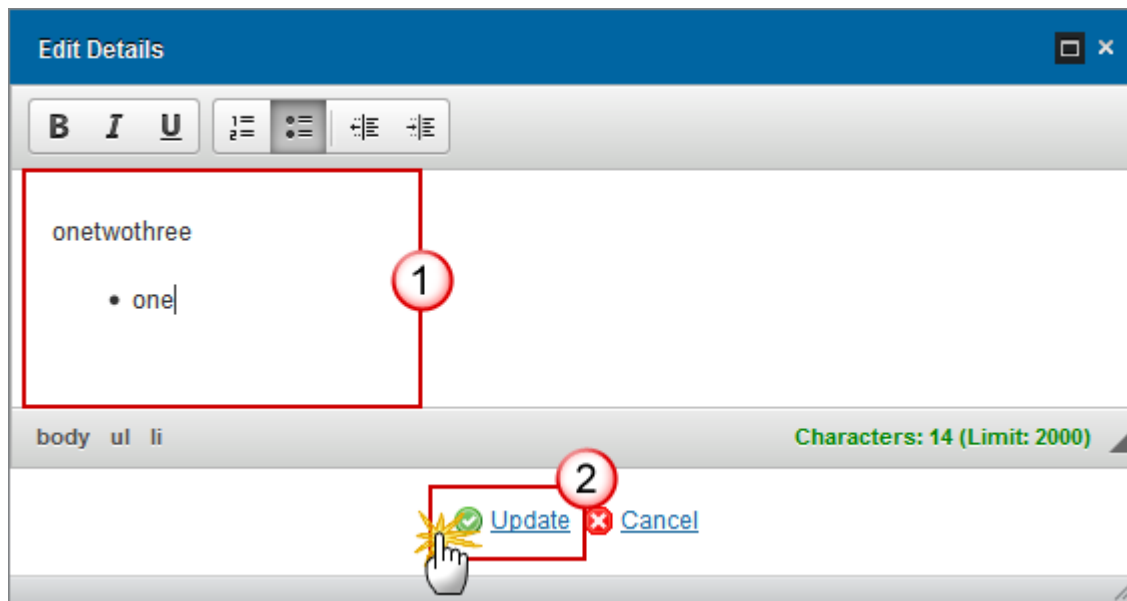 Edit Details
B I U
onetwothree
• one
1
body ul li
Characters: 14 (Limit: 2000)
2
Update Cancel